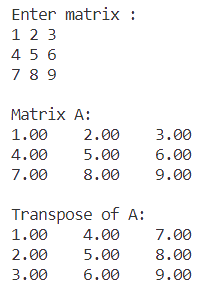 Enter matrix :
1 2 3
4 5 6
7 8 9

Matrix A:
1.00    2.00    3.00
4.00    5.00    6.00
7.00    8.00    9.00

Transpose of A:
1.00    4.00    7.00
2.00    5.00    8.00
3.00    6.00    9.00